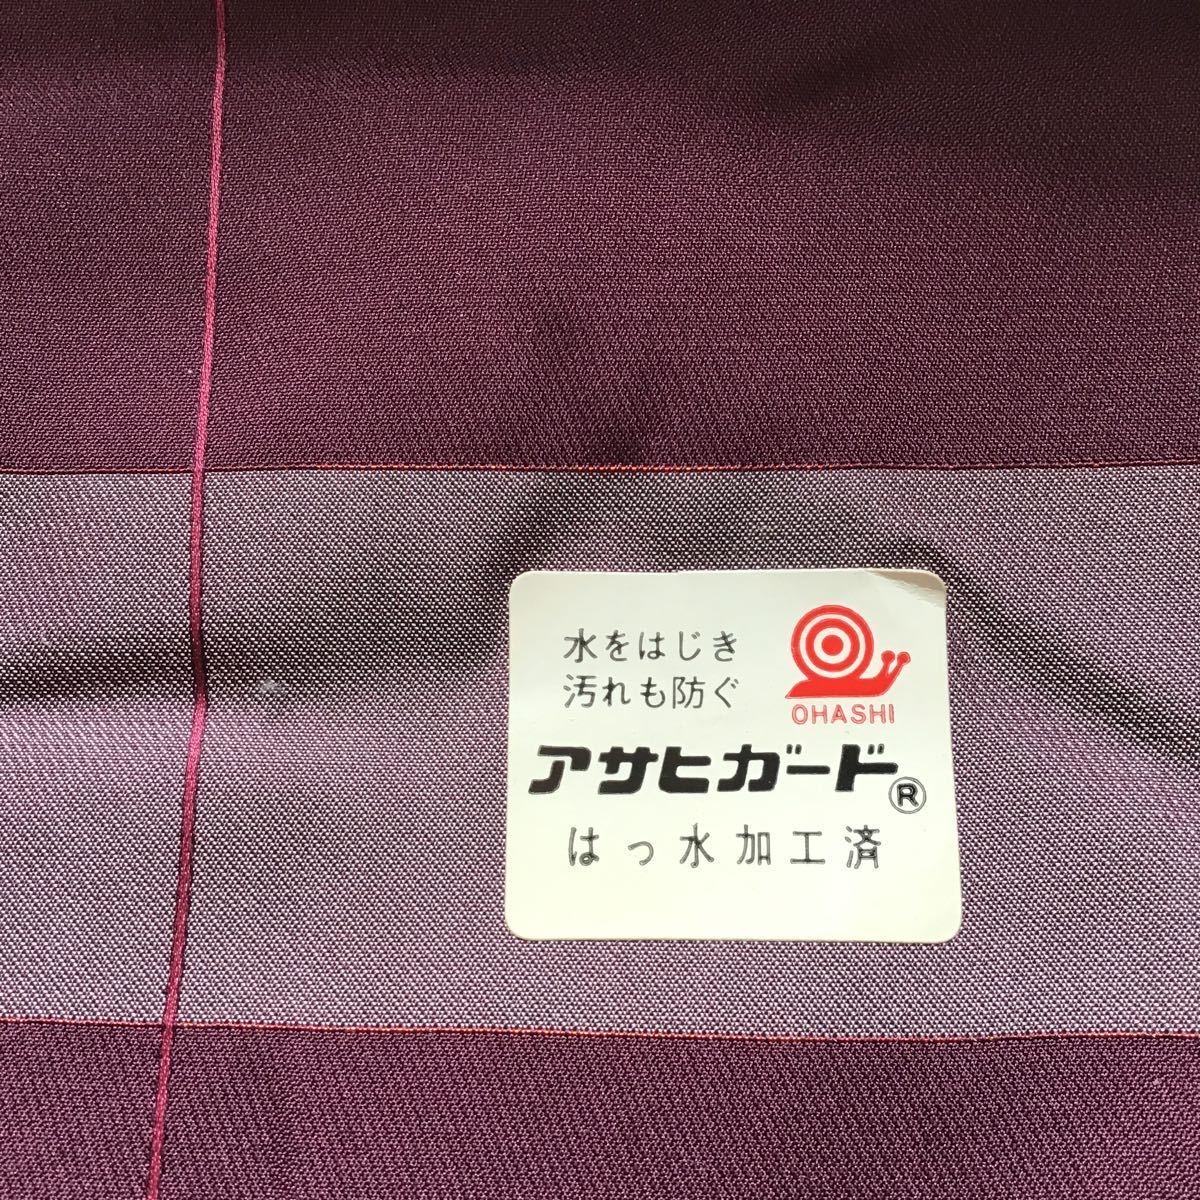 水をはじき
汚れも防ぐ
OHASHI
アサヒガード®
はっ水加工済